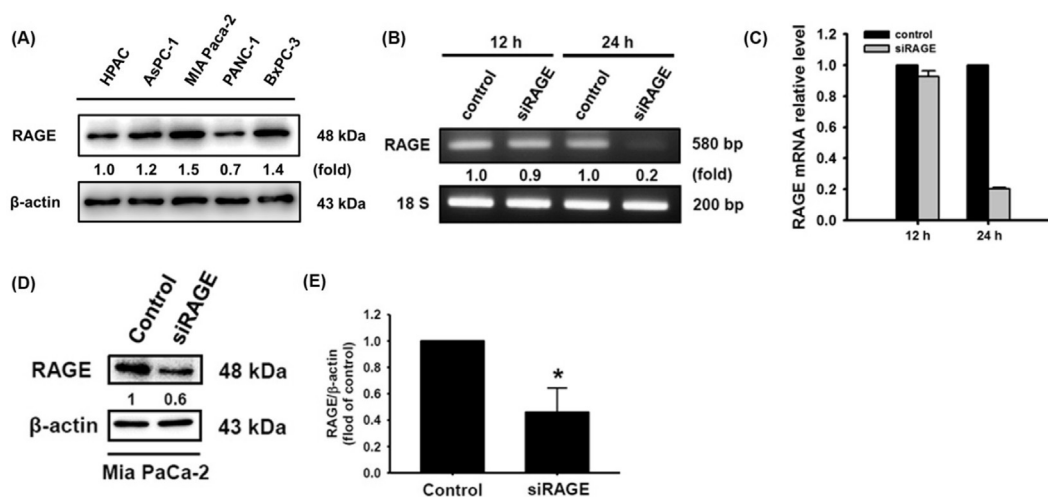 (A)
HPAC AsPC-1 MIA Paca-2 PANC-1 BxPC-3
RAGE 48 kDa
1.0 1.2 1.5 0.7 1.4 (fold)
β-actin 43 kDa
(B)
12 h 24 h
control siRAGE control siRAGE
RAGE 580 bp
1.0 0.9 1.0 0.2 (fold)
18 S 200 bp
(C)
control
siRAGE
RAGE mRNA relative level
1.0
0.8
0.6
0.4
0.2
0.0
12 h 24 h
(D)
Control siRAGE
RAGE 48 kDa
1 0.6
β-actin 43 kDa
Mia PaCa-2
(E)
RAGE/β-actin
(flod of control)
1.2
1.0
0.8
0.6
0.4
0.2
0.0
*
Control siRAGE